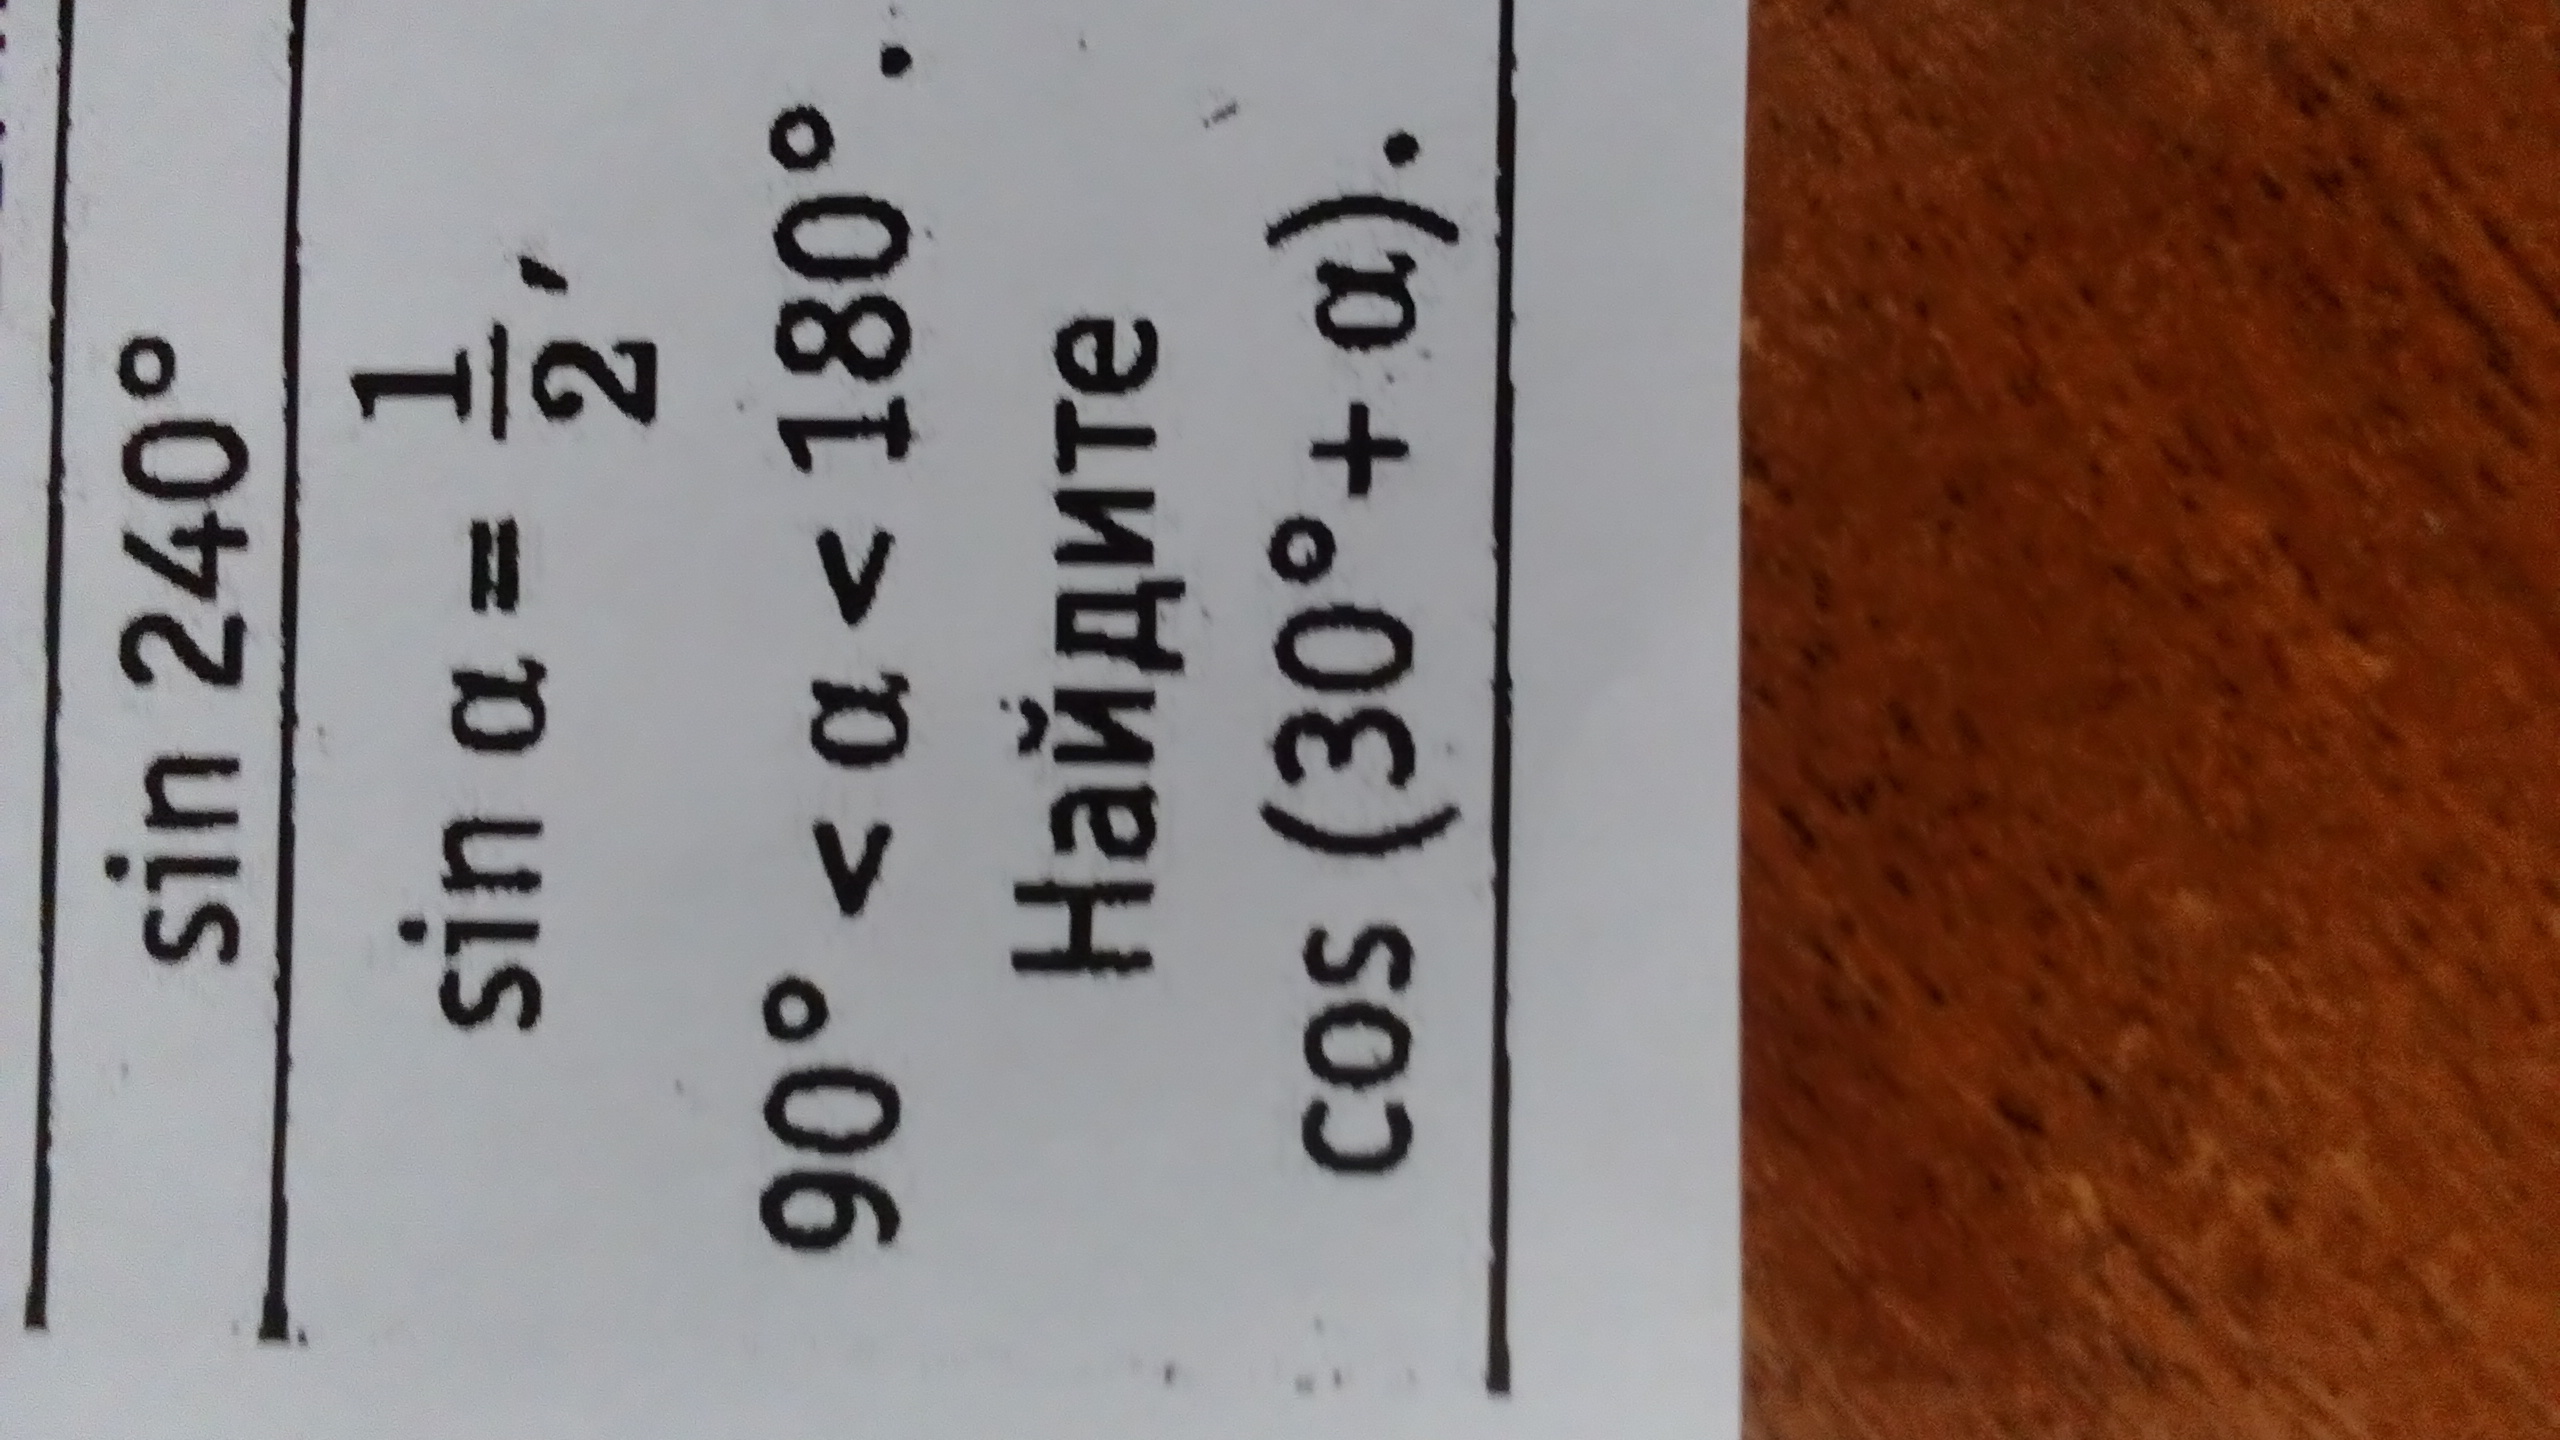 sin 240°
sin α = 1/2,
90° < α < 180°.
Найдите
cos (30° + α).